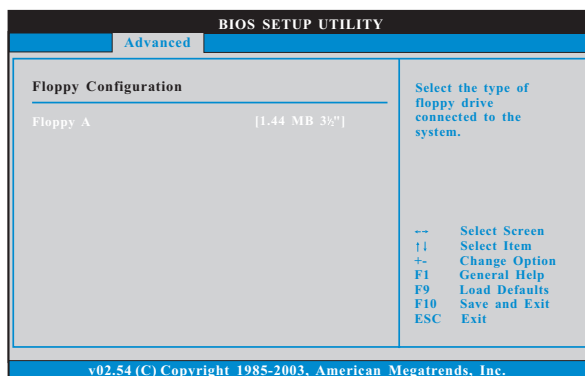 BIOS SETUP UTILITY
Advanced
Floppy Configuration
Floppy A [1.44 MB 3½"]
Select the type of
floppy drive
connected to the
system.
←→ Select Screen
↑↓ Select Item
+- Change Option
F1 General Help
F9 Load Defaults
F10 Save and Exit
ESC Exit
v02.54 (C) Copyright 1985-2003, American Megatrends, Inc.